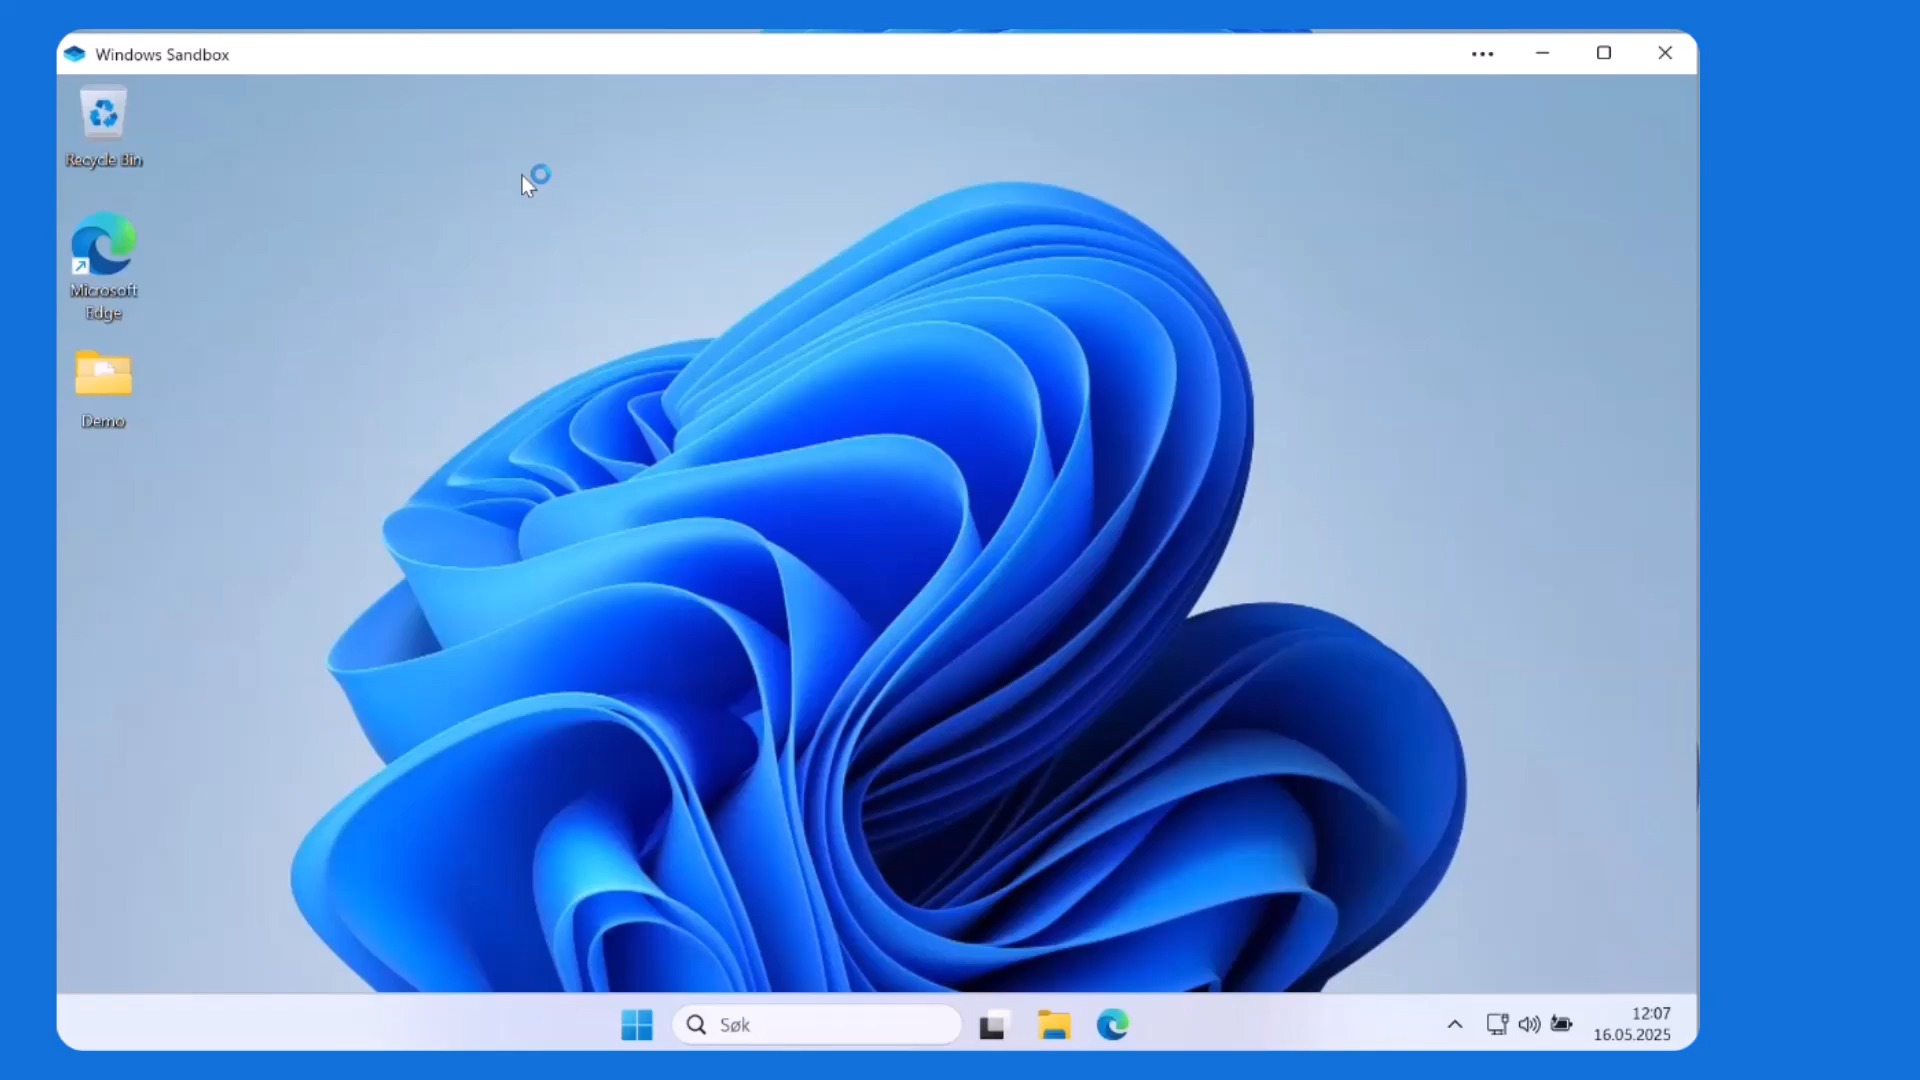 Windows Sandbox
Recycle Bin
Microsoft
Edge
Demo
Søk
12:07
16.05.2025